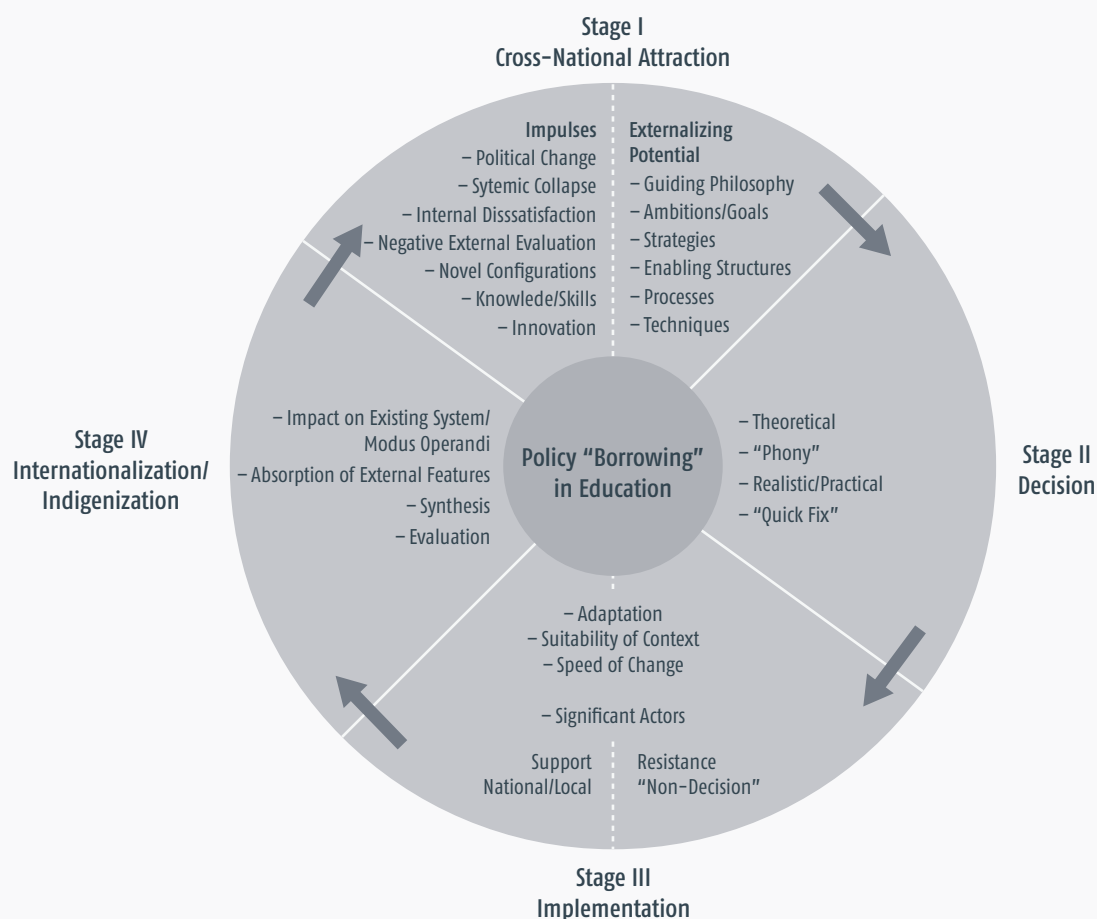 Stage I
Cross-National Attraction
Impulses
– Political Change
– Sytemic Collapse
– Internal Disssatisfaction
– Negative External Evaluation
– Novel Configurations
– Knowlede/Skills
– Innovation
Externalizing
Potential
– Guiding Philosophy
– Ambitions/Goals
– Strategies
– Enabling Structures
– Processes
– Techniques
Stage II
Decision
– Theoretical
– “Phony”
– Realistic/Practical
– “Quick Fix”
Policy “Borrowing”
in Education
– Adaptation
– Suitability of Context
– Speed of Change
– Significant Actors
Support
National/Local
Resistance
“Non-Decision”
Stage III
Implementation
Stage IV
Internationalization/
Indigenization
– Impact on Existing System/
Modus Operandi
– Absorption of External Features
– Synthesis
– Evaluation